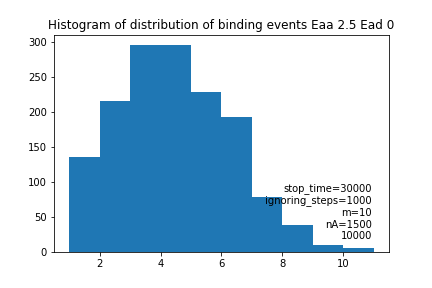 Histogram of distribution of binding events Eaa 2.5 Ead 0
300
250
200
150
100
50
0
stop_time=30000
ignoring_steps=1000
m=10
nA=1500
10000
2 4 6 8 10